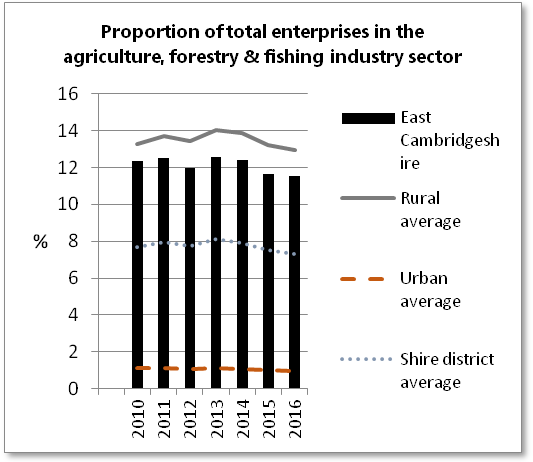 Proportion of total enterprises in the
agriculture, forestry & fishing industry sector
16
14
12
10
8
6
4
2
0
%
2010
2011
2012
2013
2014
2015
2016
East
Cambridgesh
ire
Rural
average
Urban
average
Shire district
average